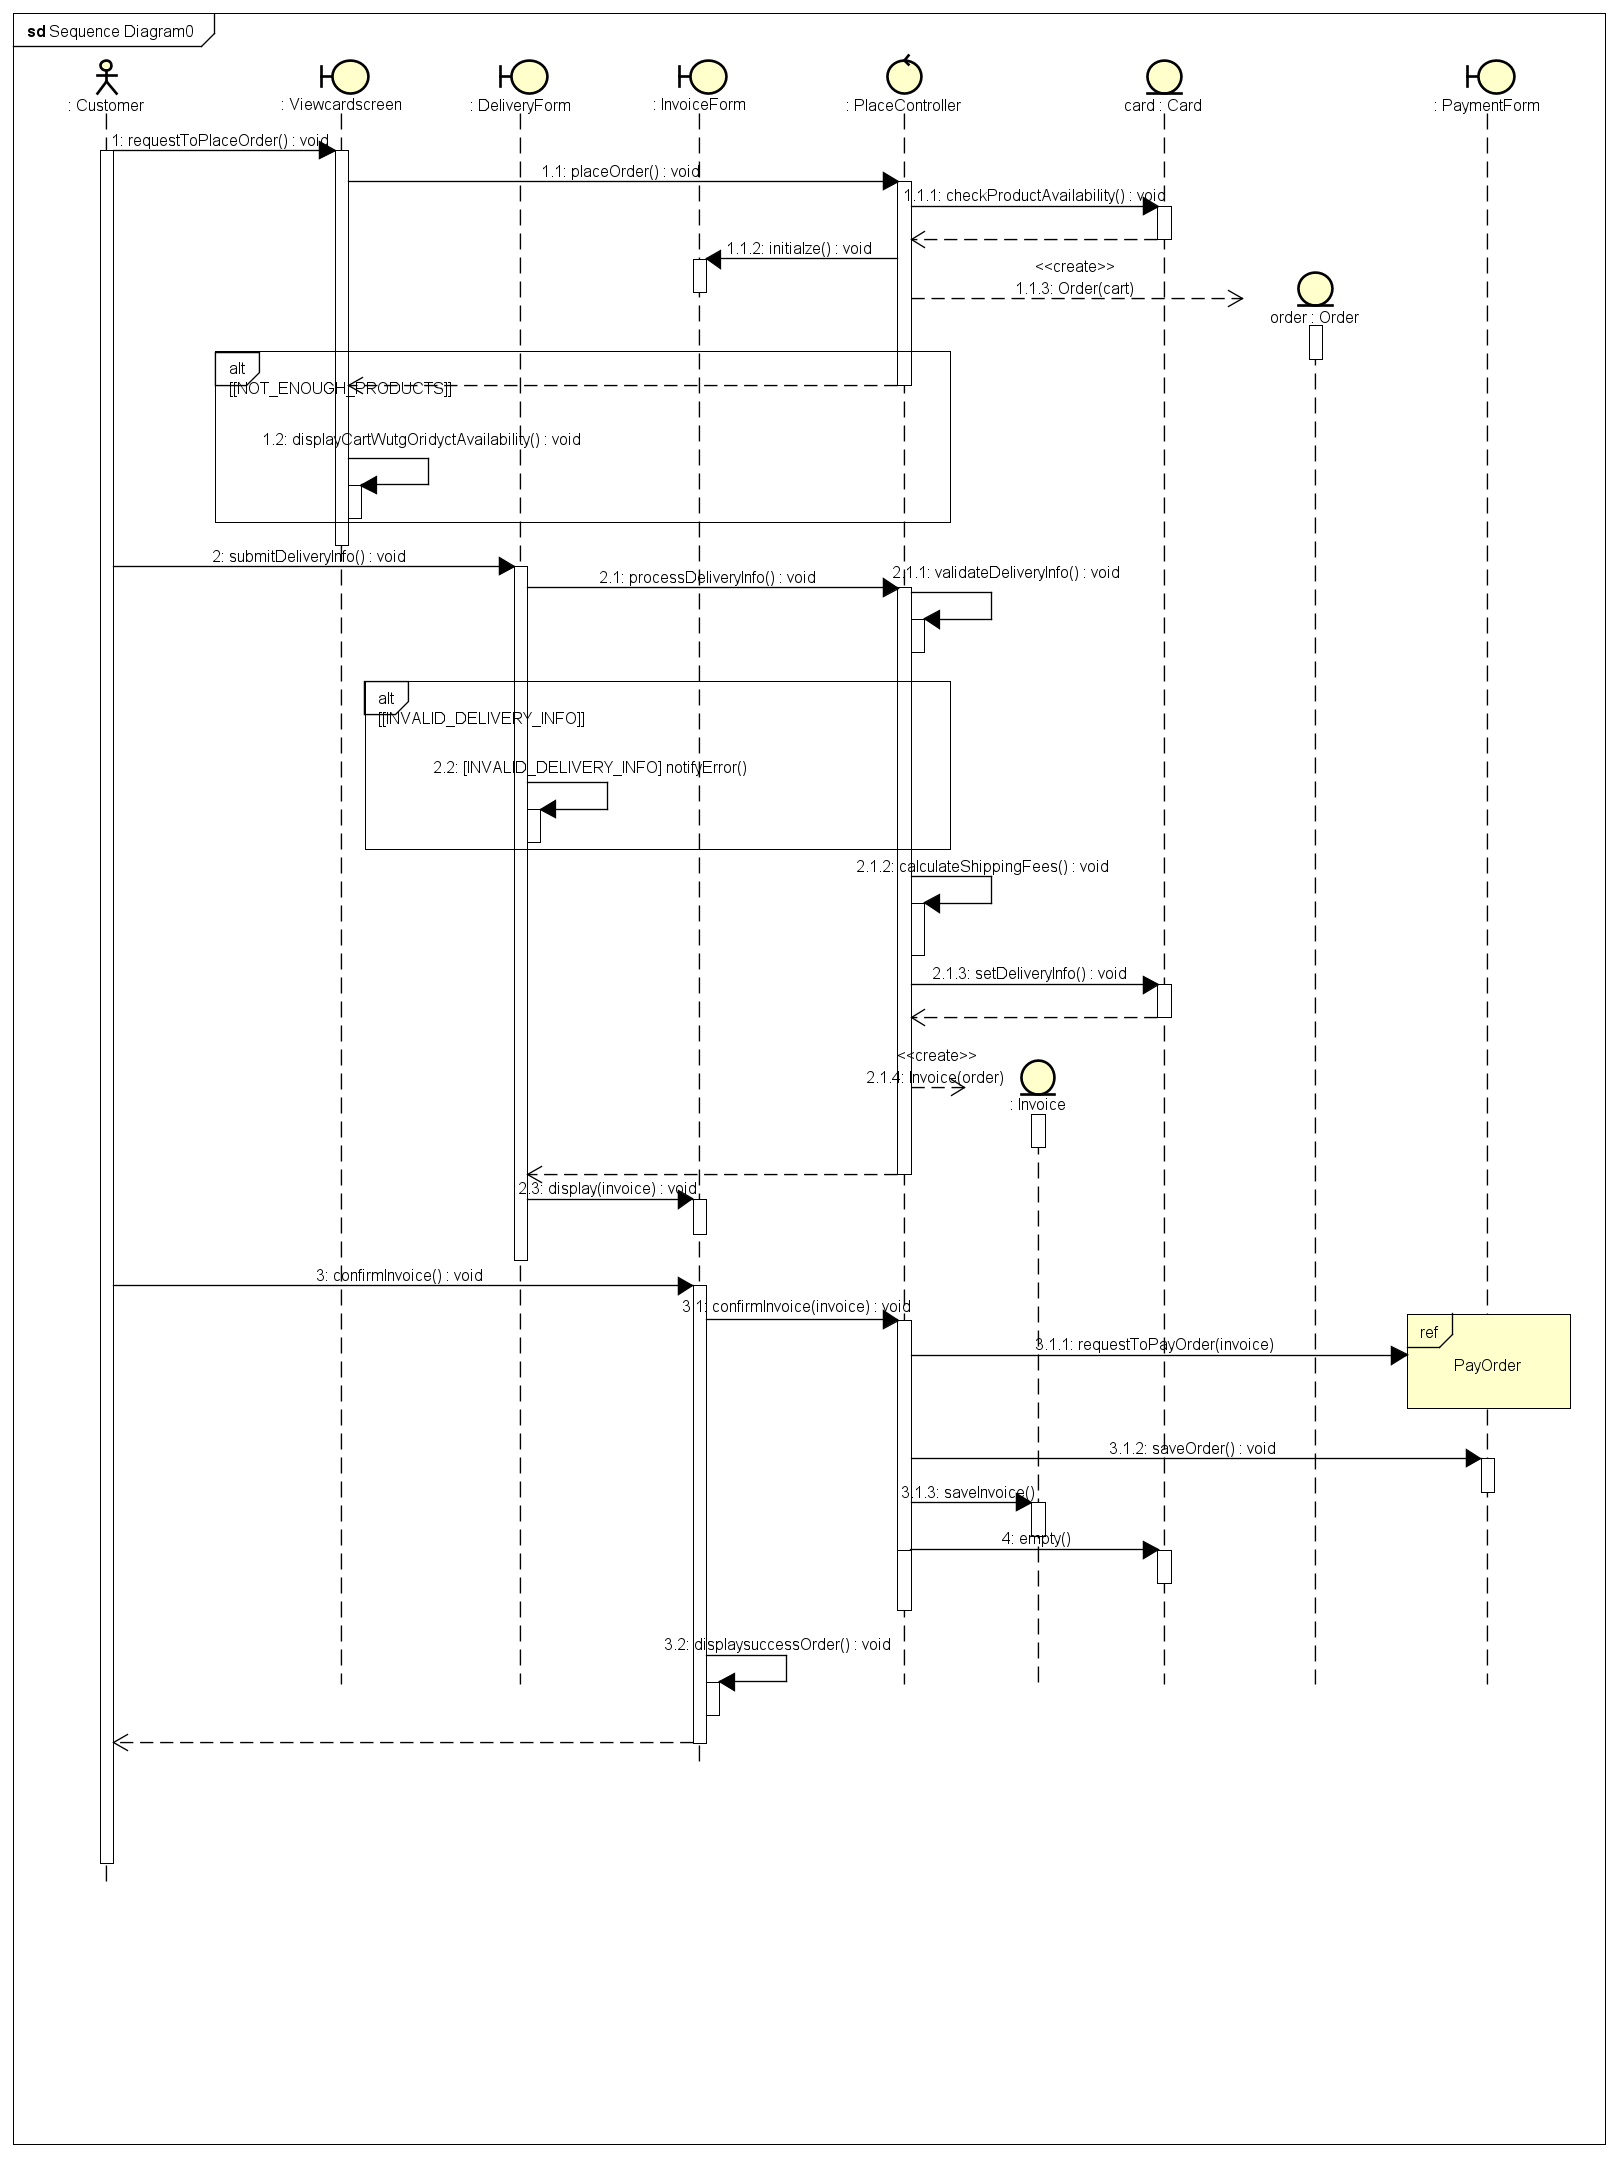 sd Sequence Diagram0
: Customer
: Viewcardscreen
: DeliveryForm
: InvoiceForm
: PlaceController
card : Card
: PaymentForm
1: requestToPlaceOrder() : void
1.1: placeOrder() : void
1.1.1: checkProductAvailability() : void
1.1.2: initialze() : void
<<create>>
1.1.3: Order(cart)
order : Order
alt
[[NOT_ENOUGH_PRODUCTS]]
1.2: displayCartWutgOridyctAvailability() : void
2: submitDeliveryInfo() : void
2.1: processDeliveryInfo() : void
2.1.1: validateDeliveryInfo() : void
alt
[[INVALID_DELIVERY_INFO]]
2.2: [INVALID_DELIVERY_INFO] notifyError()
2.1.2: calculateShippingFees() : void
2.1.3: setDeliveryInfo() : void
<<create>>
2.1.4: Invoice(order)
: Invoice
2.3: display(invoice) : void
3: confirmInvoice() : void
3.1: confirmInvoice(invoice) : void
ref
3.1.1: requestToPayOrder(invoice)
PayOrder
3.1.2: saveOrder() : void
3.1.3: saveInvoice()
4: empty()
3.2: displaysuccessOrder() : void